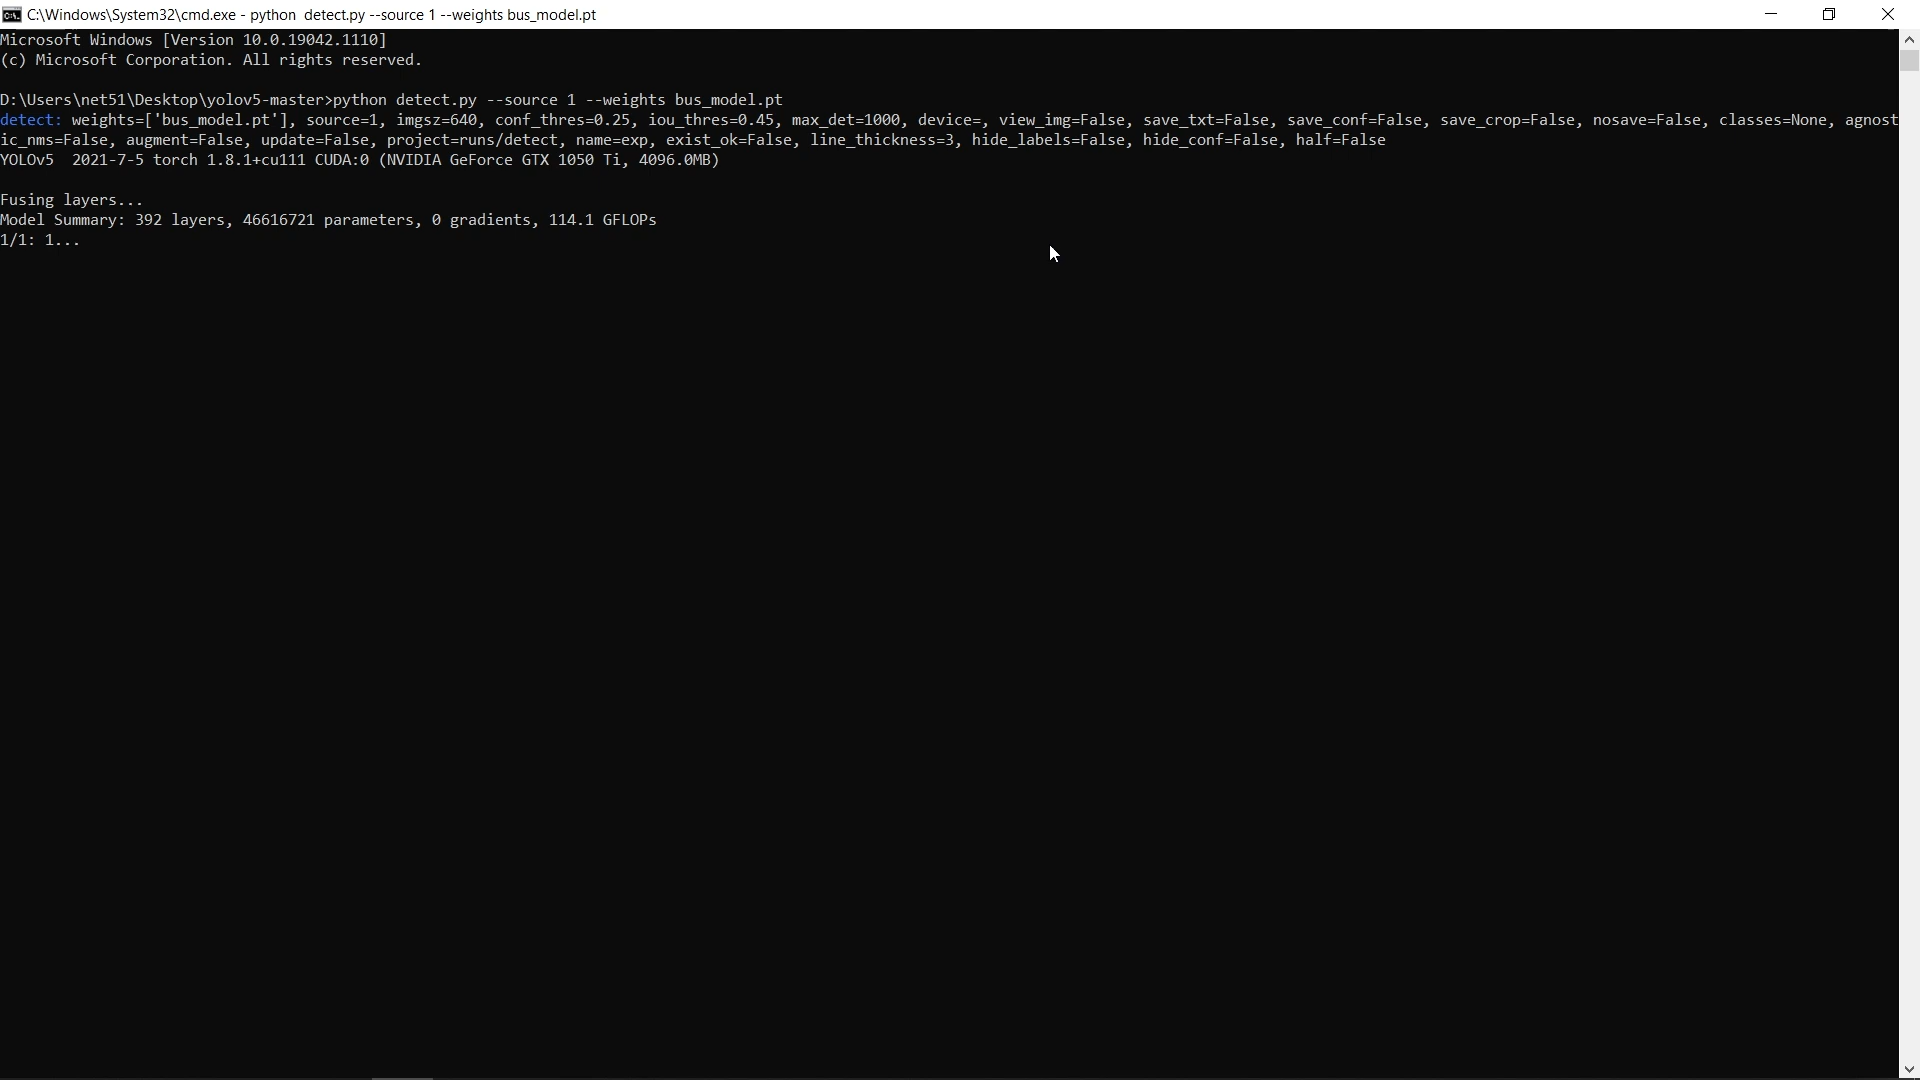 C:\Windows\System32\cmd.exe - python  detect.py --source 1 --weights bus_model.pt
Microsoft Windows [Version 10.0.19042.1110]
(c) Microsoft Corporation. All rights reserved.
D:\Users\net51\Desktop\yolov5-master>python detect.py --source 1 --weights bus_model.pt
detect: weights=['bus_model.pt'], source=1, imgsz=640, conf_thres=0.25, iou_thres=0.45, max_det=1000, device=, view_img=False, save_txt=False, save_conf=False, save_crop=False, nosave=False, classes=None, agnost
ic_nms=False, augment=False, update=False, project=runs/detect, name=exp, exist_ok=False, line_thickness=3, hide_labels=False, hide_conf=False, half=False
YOLOv5  2021-7-5 torch 1.8.1+cu111 CUDA:0 (NVIDIA GeForce GTX 1050 Ti, 4096.0MB)
Fusing layers...
Model Summary: 392 layers, 46616721 parameters, 0 gradients, 114.1 GFLOPs
1/1: 1...